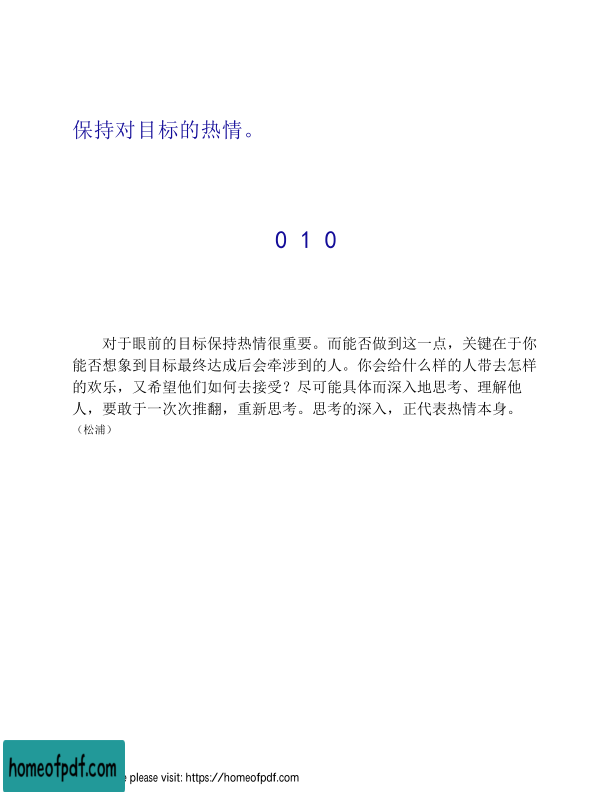 保持对目标的热情。
010
对于眼前的目标保持热情很重要。而能否做到这一点，关键在于你
能否想象到目标最终达成后会牵涉到的人。你会给什么样的人带去怎样
的欢乐，又希望他们如何去接受？尽可能具体而深入地思考、理解他
人，要敢于一次次推翻，重新思考。思考的深入，正代表热情本身。
（松浦）
homeofpdf.com
e please visit: https://homeofpdf.com